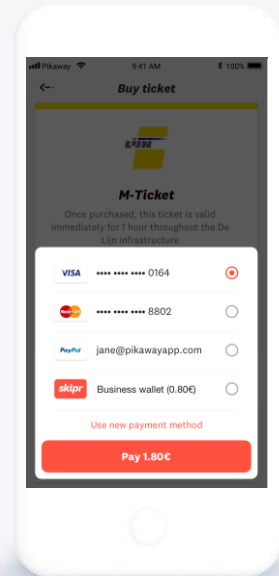 Pikaway 9:41 AM 100%
Buy ticket
LIJN
M-Ticket
Once purchased, this ticket is valid
immediately for 1 hour throughout the De
Lijn infrastructure
VISA •••• •••• •••• 0164
MasterCard •••• •••• •••• 8802
PayPal jane@pikawayapp.com
skipr Business wallet (0.80€)
Use new payment method
Pay 1.80€